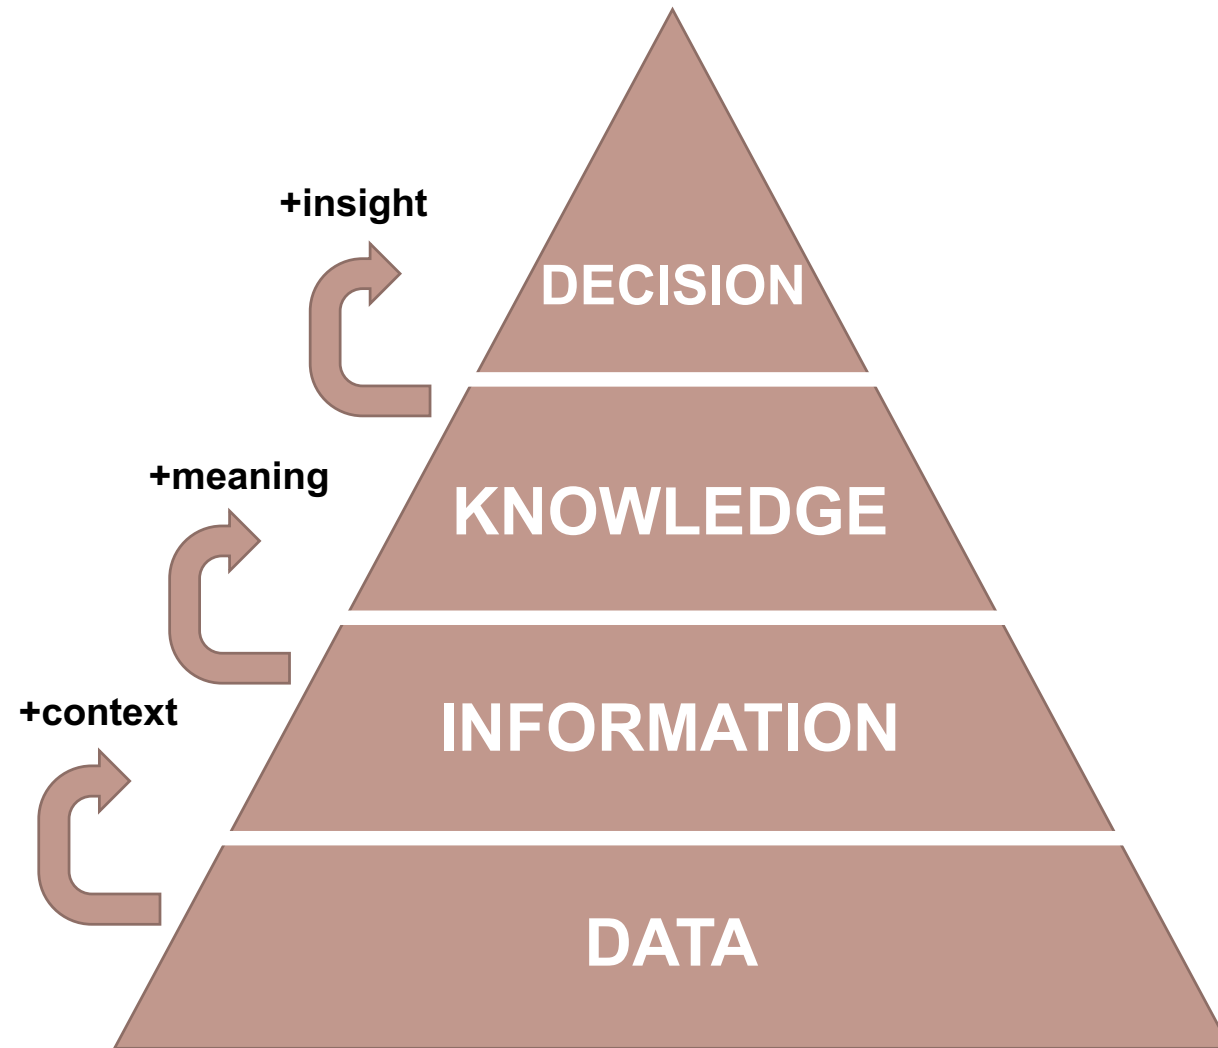 +insight
DECISION
+meaning
KNOWLEDGE
+context
INFORMATION
DATA